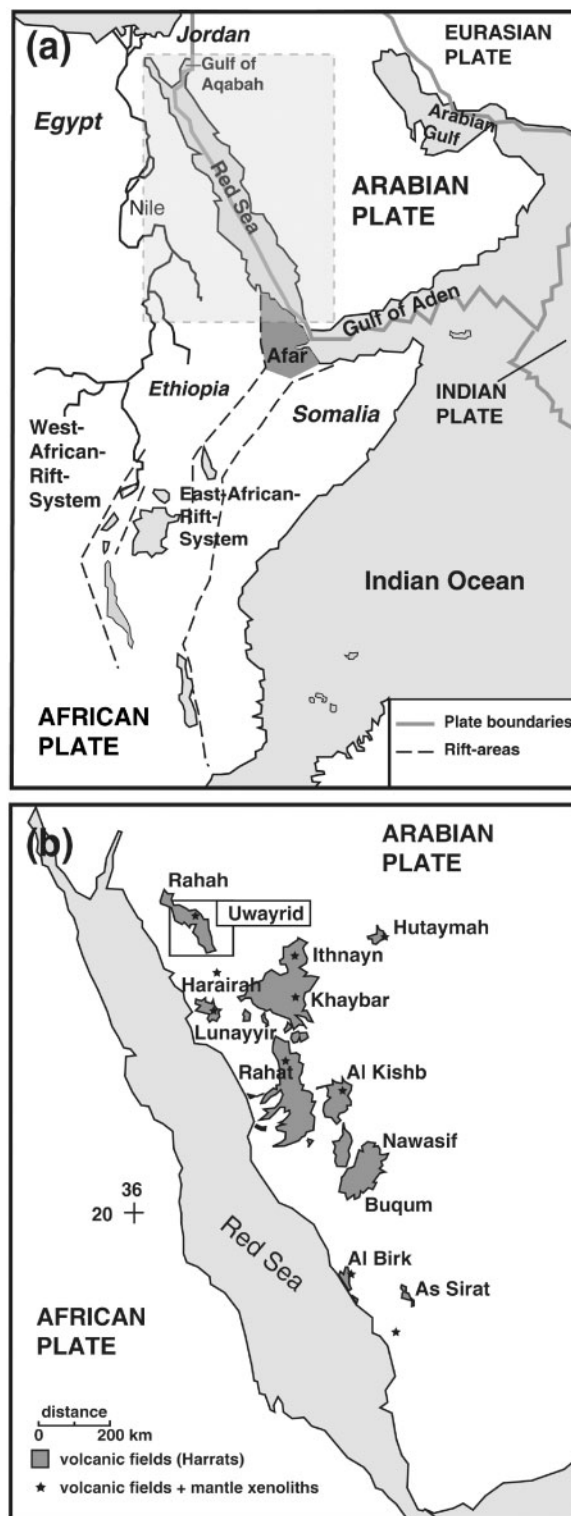 (a)
Jordan
EURASIAN
PLATE
Gulf of
Aqabah
Egypt
Arabian
Gulf
Red Sea
ARABIAN
PLATE
Nile
Gulf of Aden
Afar
Ethiopia
INDIAN
PLATE
Somalia
West-
African-
Rift-
System
East-African-
Rift-
System
Indian Ocean
AFRICAN
PLATE
Plate boundaries
Rift-areas
(b)
ARABIAN
PLATE
Rahah
Uwayrid
Hutaymah
Ithnayn
Harairah
Khaybar
Lunayyir
Rahat
Al Kishb
Nawasif
36
20
Buqum
Red Sea
Al Birk
As Sirat
AFRICAN
PLATE
distance
0 200 km
volcanic fields (Harrats)
volcanic fields + mantle xenoliths